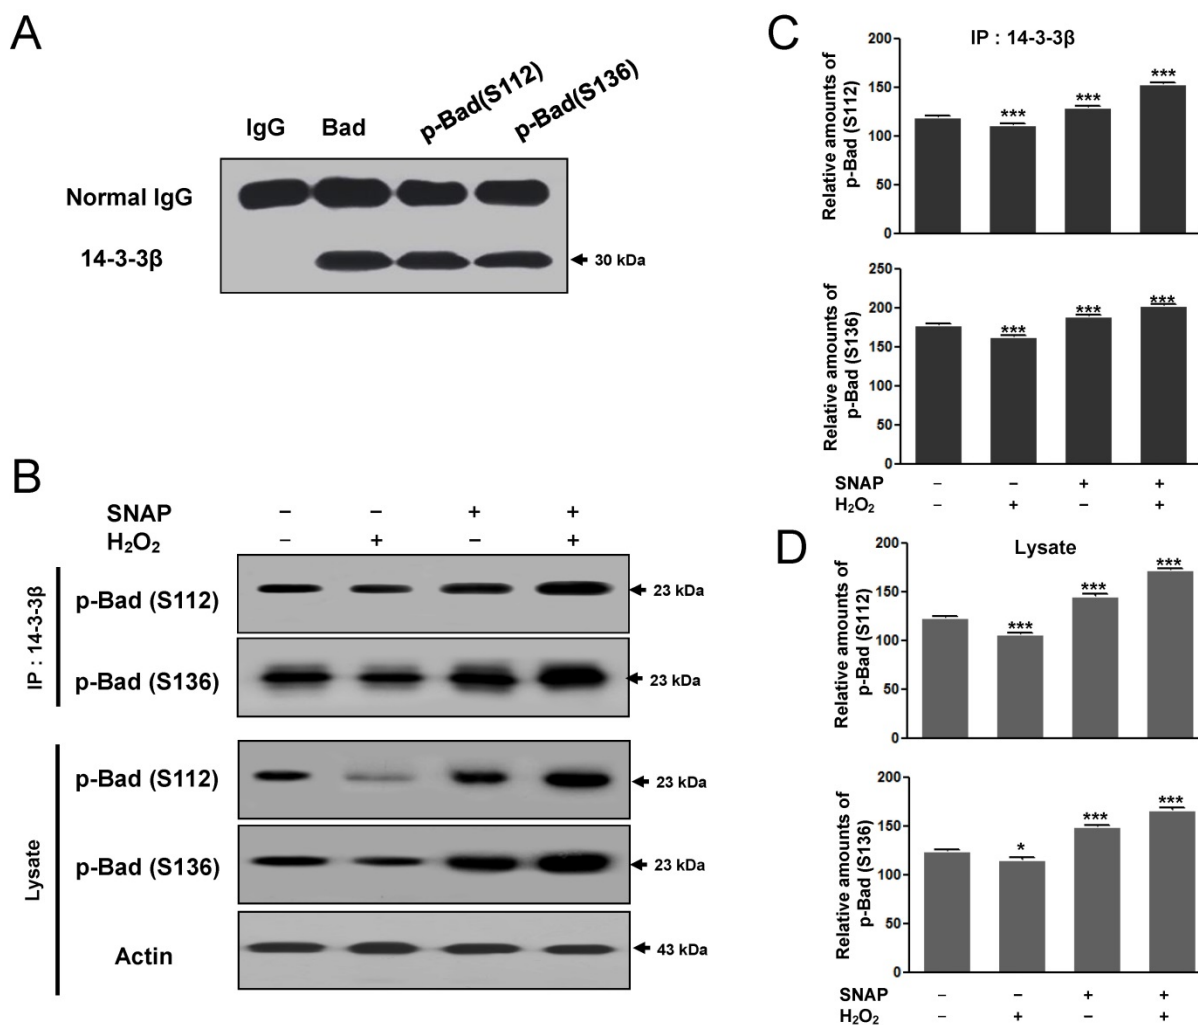 A
IgG Bad p-Bad(S112) p-Bad(S136)
Normal IgG
14-3-3β
30 kDa
B
SNAP – – + +
H₂O₂ – + – +
IP : 14-3-3β
p-Bad (S112) 23 kDa
p-Bad (S136) 23 kDa
Lysate
p-Bad (S112) 23 kDa
p-Bad (S136) 23 kDa
Actin 43 kDa
C
IP : 14-3-3β
Relative amounts of
p-Bad (S112)
200
150
100
50
0
*** *** ***
Relative amounts of
p-Bad (S136)
250
200
150
100
50
0
*** *** ***
SNAP – – + +
H₂O₂ – + – +
D
Lysate
Relative amounts of
p-Bad (S112)
200
150
100
50
0
*** *** ***
Relative amounts of
p-Bad (S136)
200
150
100
50
0
* *** ***
SNAP – – + +
H₂O₂ – + – +